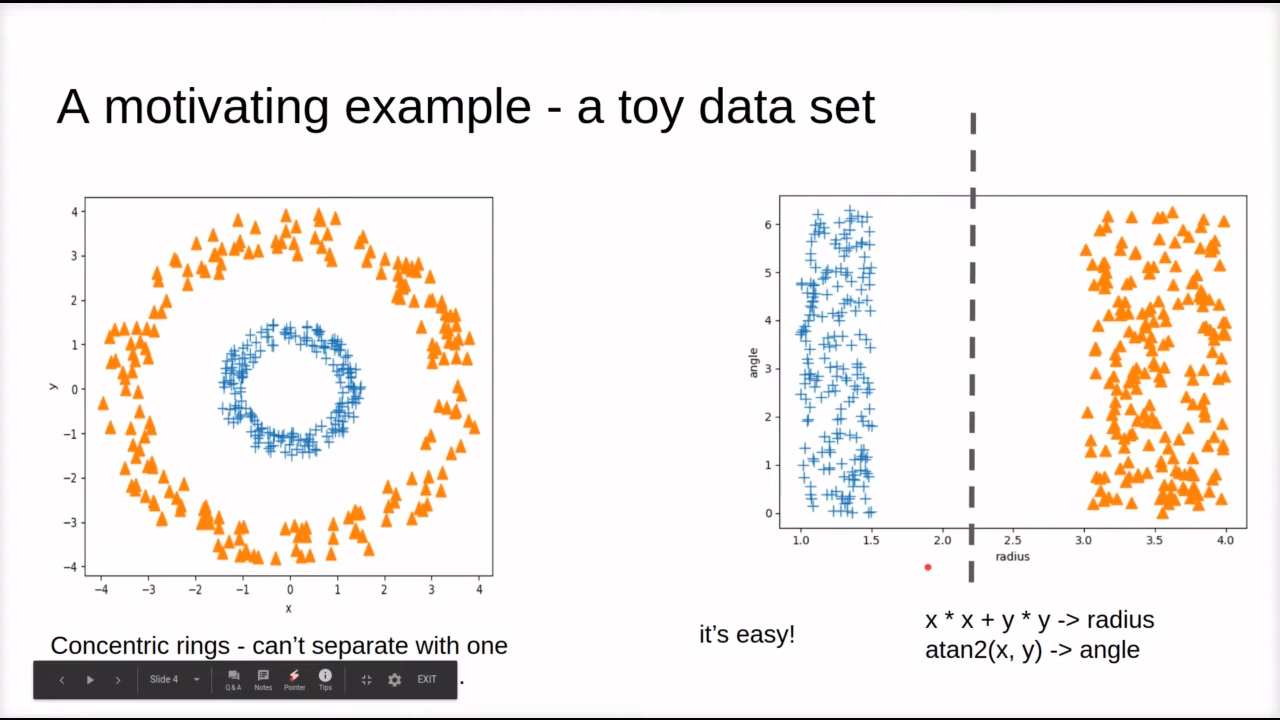 A motivating example - a toy data set
4
3
2
1
0
−1
−2
−3
−4
y
−4 −3 −2 −1 0 1 2 3 4
x
6
5
4
3
2
1
0
angle
1.0 1.5 2.0 2.5 3.0 3.5 4.0
radius
Concentric rings - can’t separate with one
.
it’s easy!
x * x + y * y -> radius
atan2(x, y) -> angle
Slide 4 Q & A Notes Pointer Tips EXIT